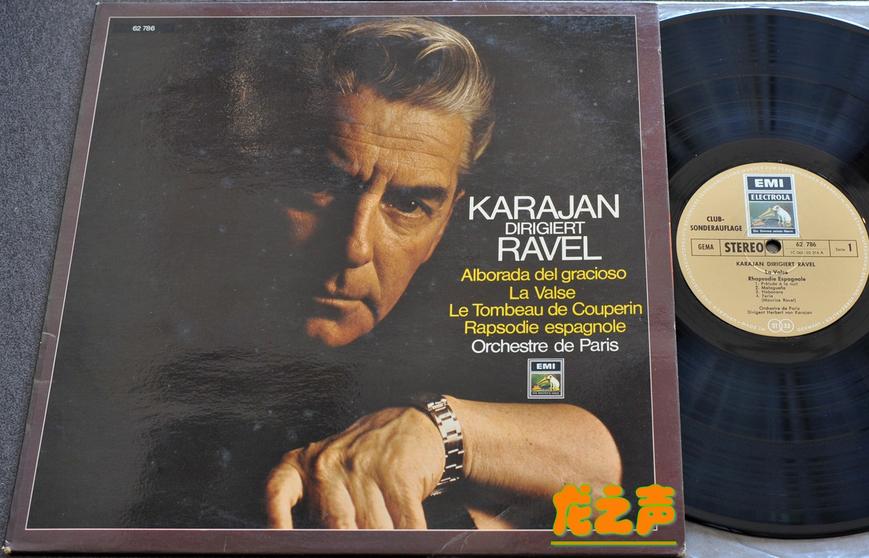 62 786
KARAJAN
DIRIGIERT
RAVEL
Alborada del gracioso
La Valse
Le Tombeau de Couperin
Rapsodie espagnole
Orchestre de Paris
EMI
EMI
ELECTROLA
CLUB-
SONDERAUFLAGE
GEMA
STEREO
62 786
Seite 1
KARAJAN DIRIGIERT RAVEL
La Valse
Rhapsodie Espagnole
1. Prélude à la nuit
2. Malagueña
3. Habanera
4. Feria
(Maurice Ravel)
Orchestre de Paris
Dirigent Herbert von Karajan
33
龙之声